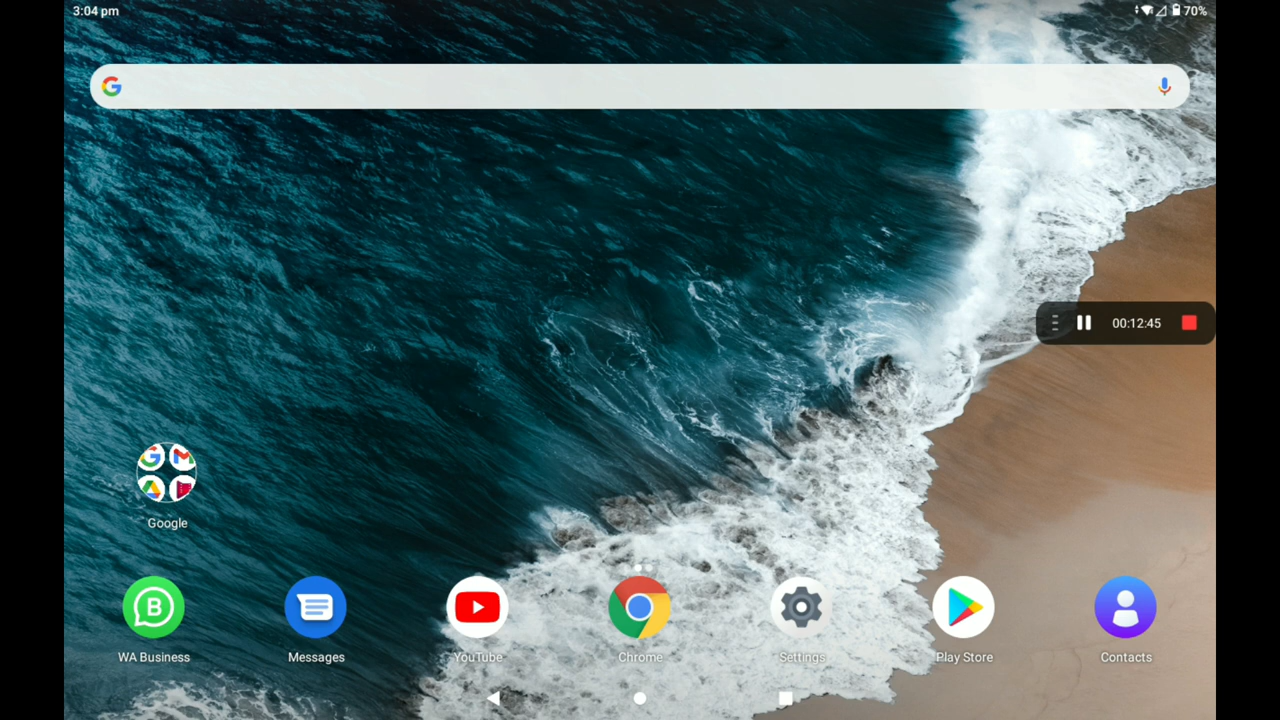 3:04 pm
70%
00:12:45
Google
WA Business
Messages
YouTube
Chrome
Settings
Play Store
Contacts